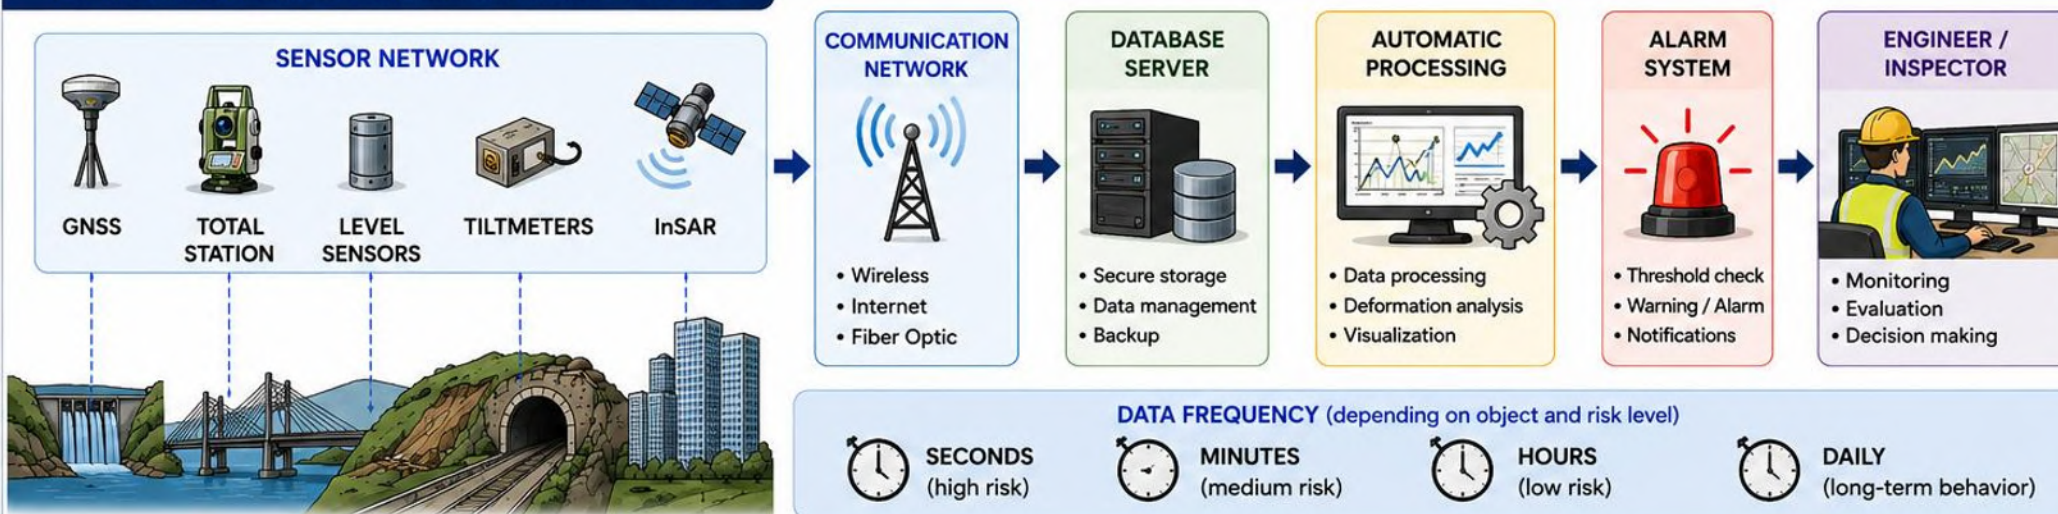 SENSOR NETWORK
GNSS
TOTAL
STATION
LEVEL
SENSORS
TILTMETERS
InSAR
COMMUNICATION
NETWORK
• Wireless
• Internet
• Fiber Optic
DATABASE
SERVER
• Secure storage
• Data management
• Backup
AUTOMATIC
PROCESSING
• Data processing
• Deformation analysis
• Visualization
ALARM
SYSTEM
• Threshold check
• Warning / Alarm
• Notifications
ENGINEER /
INSPECTOR
• Monitoring
• Evaluation
• Decision making
DATA FREQUENCY (depending on object and risk level)
SECONDS
(high risk)
MINUTES
(medium risk)
HOURS
(low risk)
DAILY
(long-term behavior)